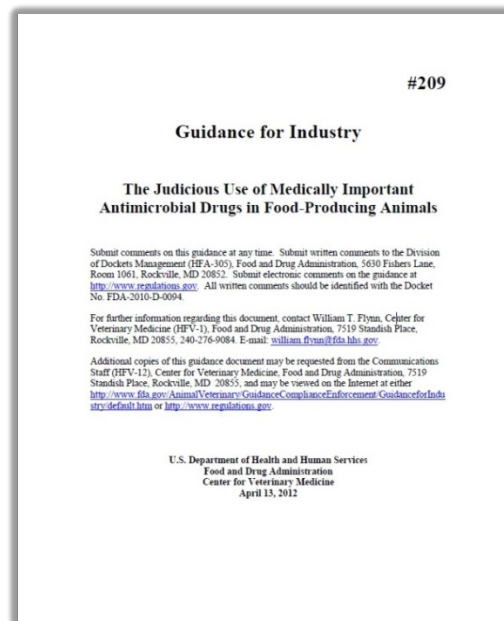 #209
Guidance for Industry
The Judicious Use of Medically Important
Antimicrobial Drugs in Food-Producing Animals
Submit comments on this guidance at any time. Submit written comments to the Division
of Dockets Management (HFA-305), Food and Drug Administration, 5630 Fishers Lane,
Room 1061, Rockville, MD 20852. Submit electronic comments on the guidance at
http://www.regulations.gov. All written comments should be identified with the Docket
No. FDA-2010-D-0094.
For further information regarding this document, contact William T. Flynn, Center for
Veterinary Medicine (HFV-1), Food and Drug Administration, 7519 Standish Place,
Rockville, MD 20855, 240-276-9084. E-mail: william.flynn@fda.hhs.gov.
Additional copies of this guidance document may be requested from the Communications
Staff (HFV-12), Center for Veterinary Medicine, Food and Drug Administration, 7519
Standish Place, Rockville, MD 20855, and may be viewed on the Internet at either
http://www.fda.gov/AnimalVeterinary/GuidanceComplianceEnforcement/GuidanceforIndu
stry/default.htm or http://www.regulations.gov.
U.S. Department of Health and Human Services
Food and Drug Administration
Center for Veterinary Medicine
April 13, 2012